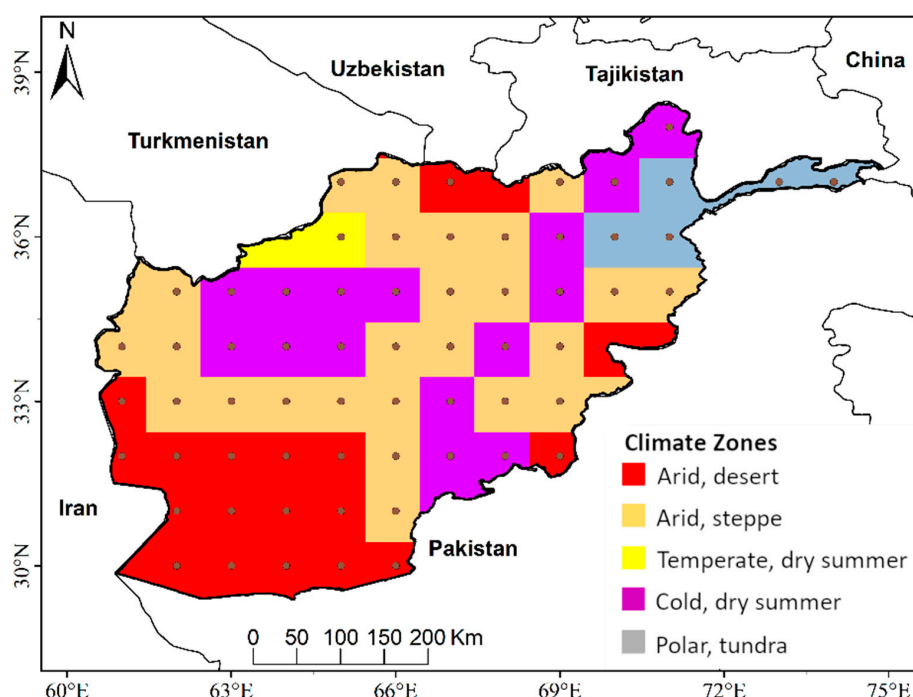 N
39°N
36°N
33°N
30°N
Uzbekistan
Tajikistan
China
Turkmenistan
Iran
Pakistan
Climate Zones
Arid, desert
Arid, steppe
Temperate, dry summer
Cold, dry summer
Polar, tundra
0 50 100 150 200 Km
60°E 63°E 66°E 69°E 72°E 75°E